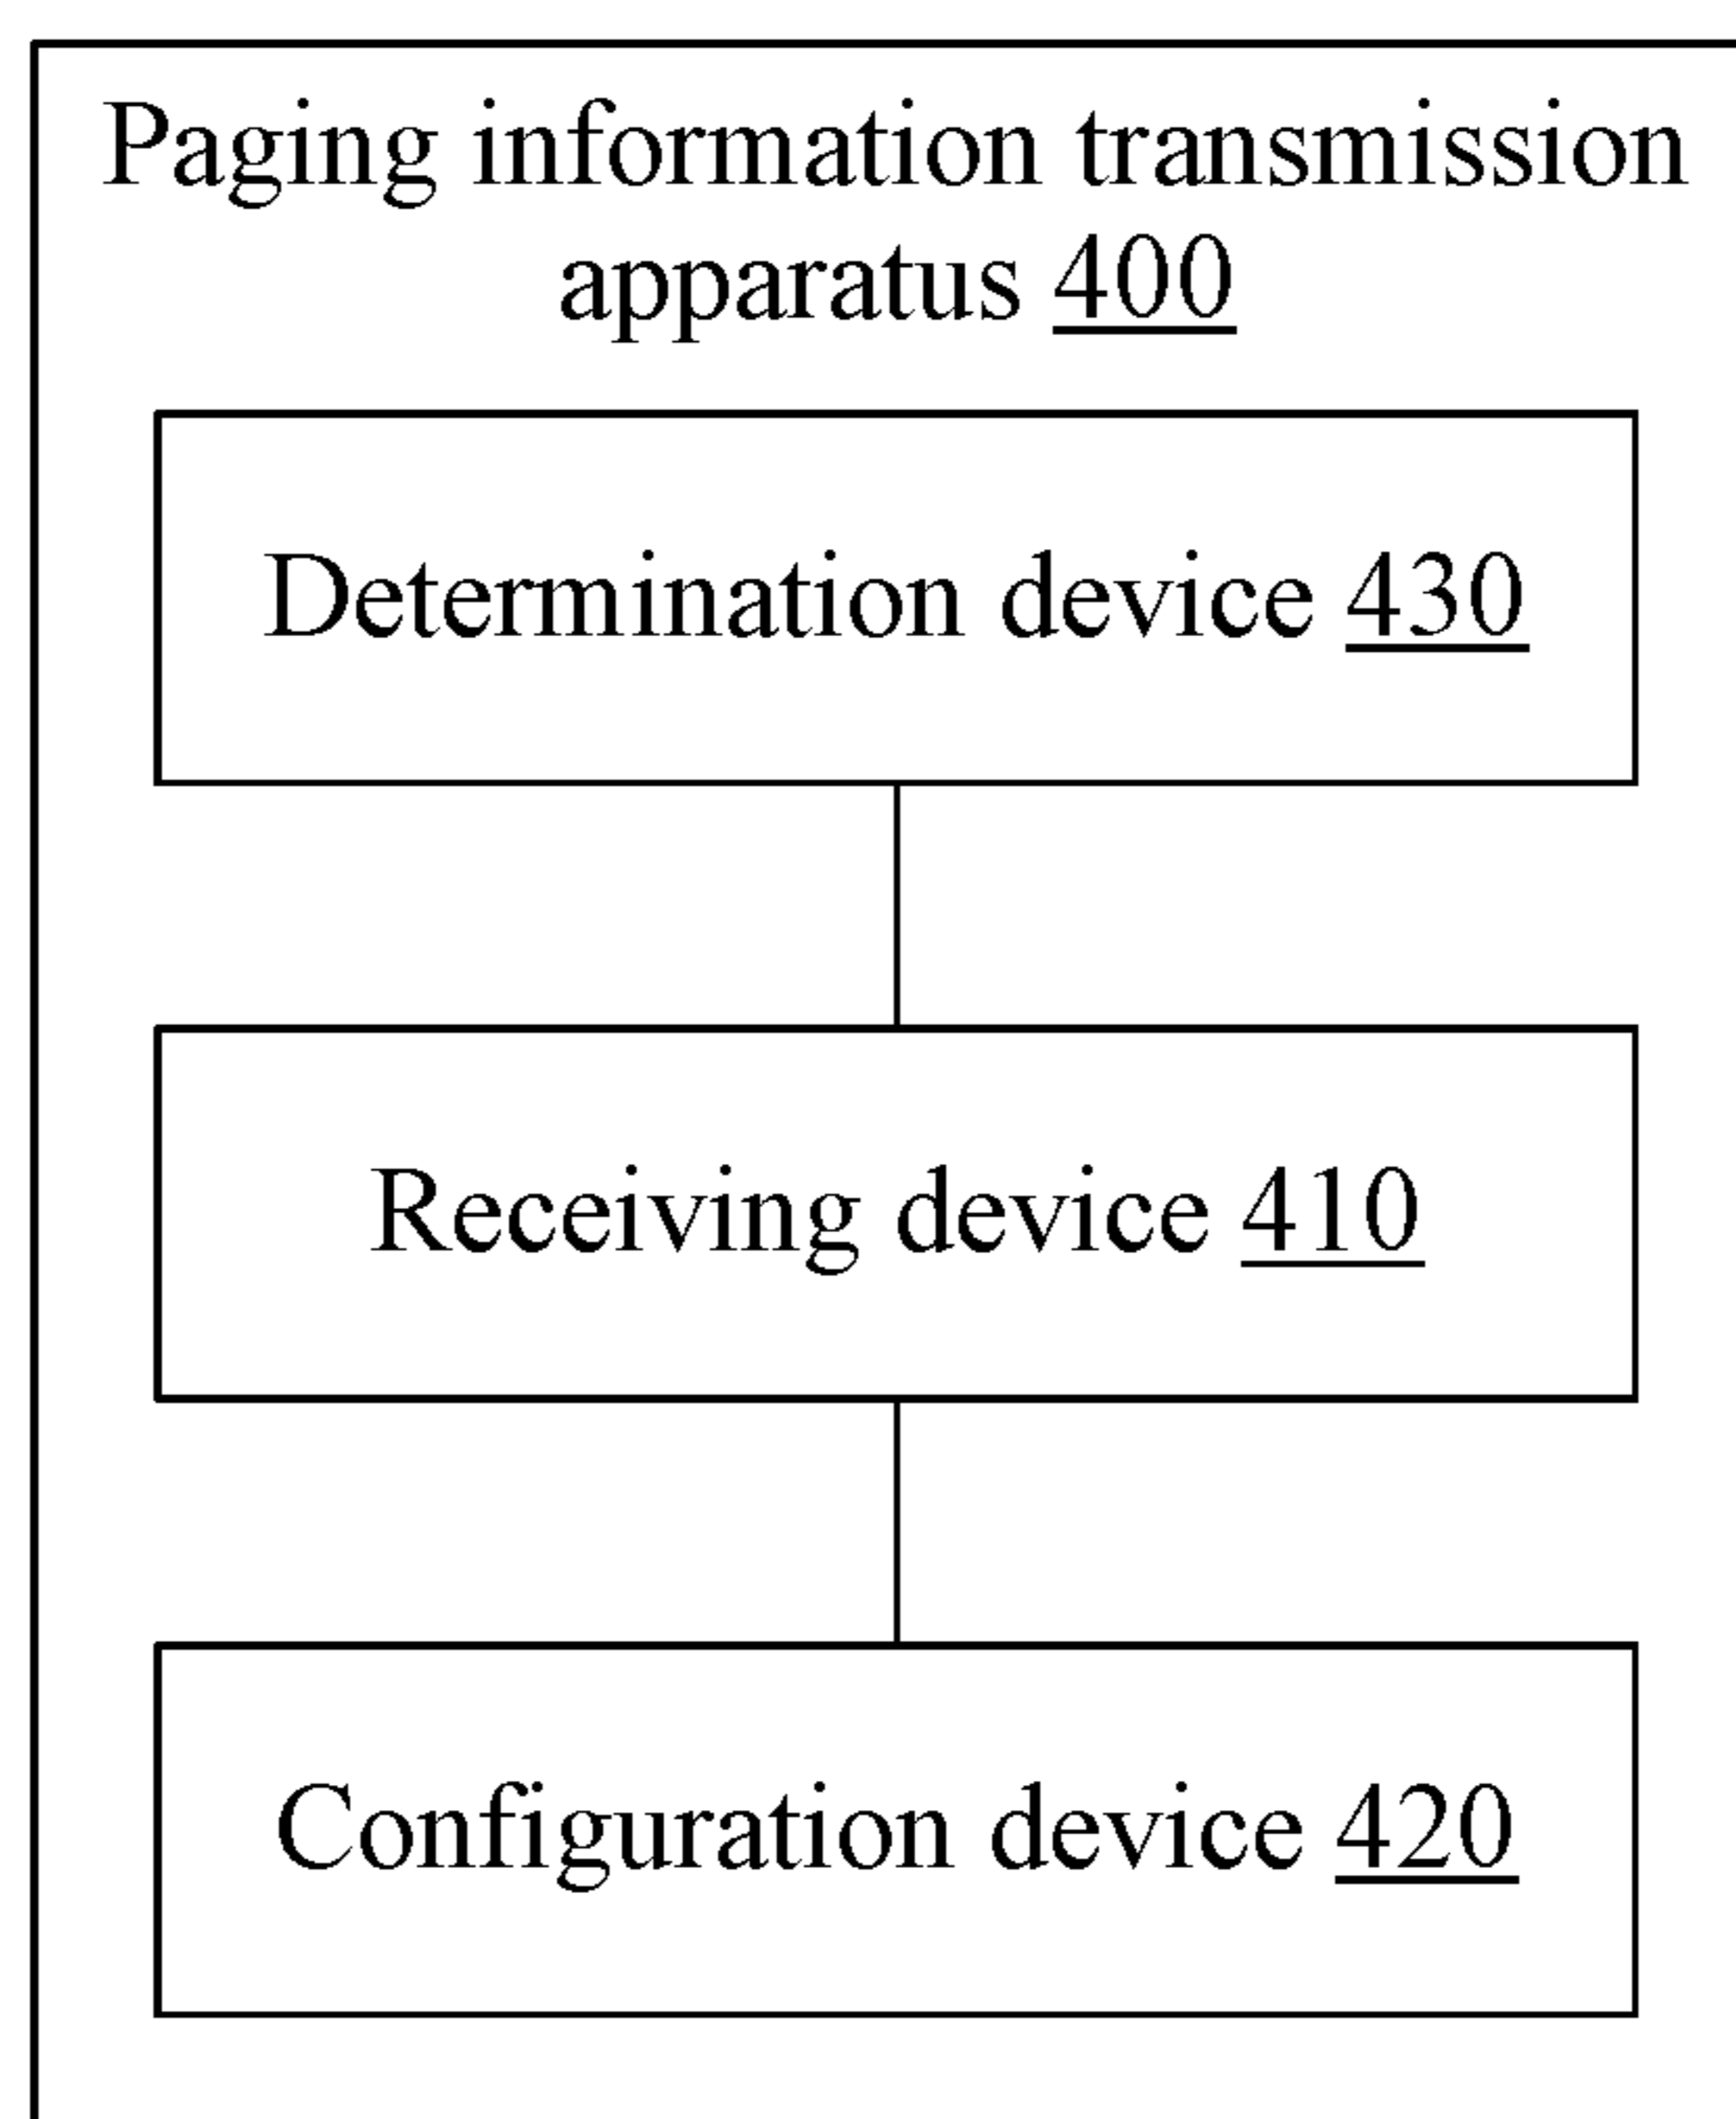 Paging information transmission
apparatus 400
Determination device 430
Receiving device 410
Configuration device 420